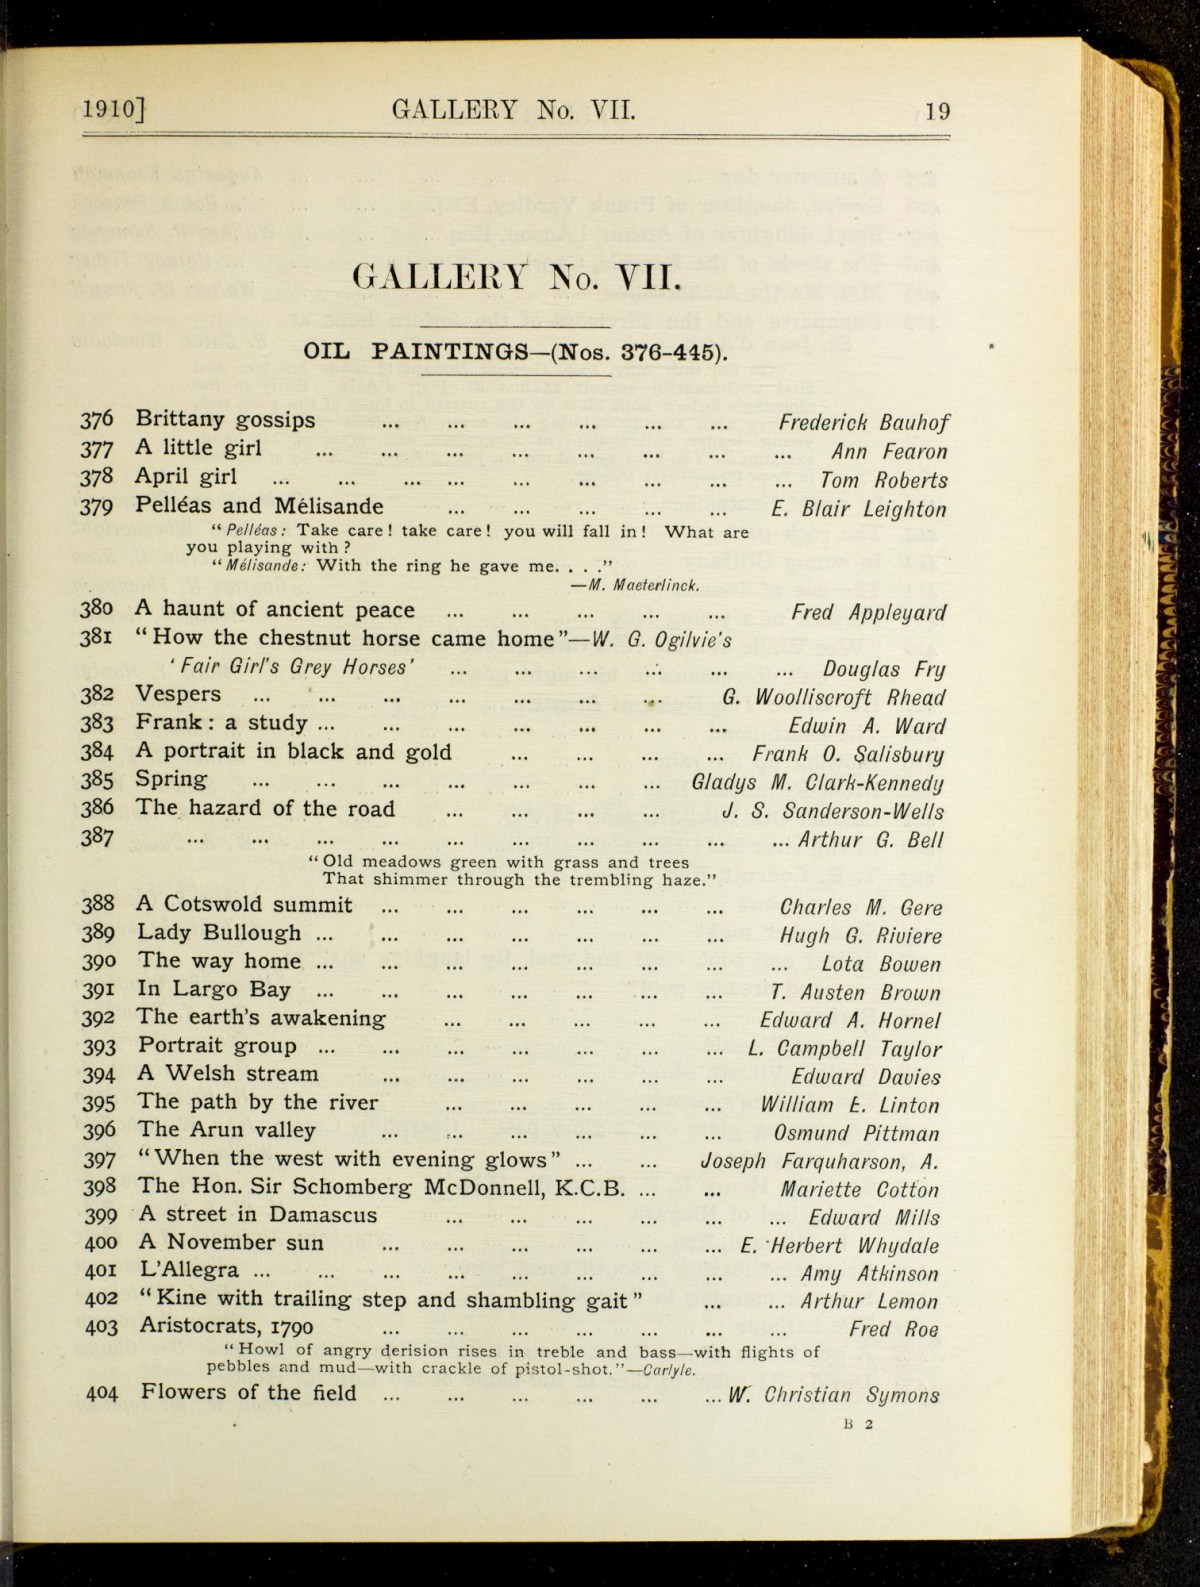 1910] GALLERY No. VII. 19
GALLERY No. VII.
OIL PAINTINGS—(Nos. 376-445).
376 Brittany gossips ... ... ... ... ... ... Frederick Bauhof
377 A little girl ... ... ... ... ... ... ... ... Ann Fearon
378 April girl ... ... ... ... ... ... ... ... ... Tom Roberts
379 Pelléas and Mélisande ... ... ... ... ... E. Blair Leighton
"Pelléas: Take care! take care! you will fall in! What are
you playing with?
"Mélisande: With the ring he gave me. . . ."
—M. Maeterlinck.
380 A haunt of ancient peace ... ... ... ... ... Fred Appleyard
381 "How the chestnut horse came home"—W. G. Ogilvie's
'Fair Girl's Grey Horses' ... ... ... ... ... ... Douglas Fry
382 Vespers ... ... ... ... ... ... ... G. Woolliscroft Rhead
383 Frank: a study ... ... ... ... ... ... ... Edwin A. Ward
384 A portrait in black and gold ... ... ... ... Frank O. Salisbury
385 Spring ... ... ... ... ... ... ... Gladys M. Clark-Kennedy
386 The hazard of the road ... ... ... ... J. S. Sanderson-Wells
387 ... ... ... ... ... ... ... ... ... ... Arthur G. Bell
"Old meadows green with grass and trees
That shimmer through the trembling haze."
388 A Cotswold summit ... ... ... ... ... ... Charles M. Gere
389 Lady Bullough ... ... ... ... ... ... ... Hugh G. Riviere
390 The way home ... ... ... ... ... ... ... ... Lota Bowen
391 In Largo Bay ... ... ... ... ... ... ... T. Austen Brown
392 The earth's awakening ... ... ... ... ... Edward A. Hornel
393 Portrait group ... ... ... ... ... ... ... L. Campbell Taylor
394 A Welsh stream ... ... ... ... ... ... Edward Davies
395 The path by the river ... ... ... ... ... William E. Linton
396 The Arun valley ... ... ... ... ... ... Osmund Pittman
397 "When the west with evening glows" ... ... Joseph Farquharson, A.
398 The Hon. Sir Schomberg McDonnell, K.C.B. ... ... Mariette Cotton
399 A street in Damascus ... ... ... ... ... ... Edward Mills
400 A November sun ... ... ... ... ... ... E. Herbert Whydale
401 L'Allegra ... ... ... ... ... ... ... ... ... Amy Atkinson
402 "Kine with trailing step and shambling gait" ... ... Arthur Lemon
403 Aristocrats, 1790 ... ... ... ... ... ... ... Fred Roe
"Howl of angry derision rises in treble and bass—with flights of
pebbles and mud—with crackle of pistol-shot."—Carlyle.
404 Flowers of the field ... ... ... ... ... ... W. Christian Symons
B 2